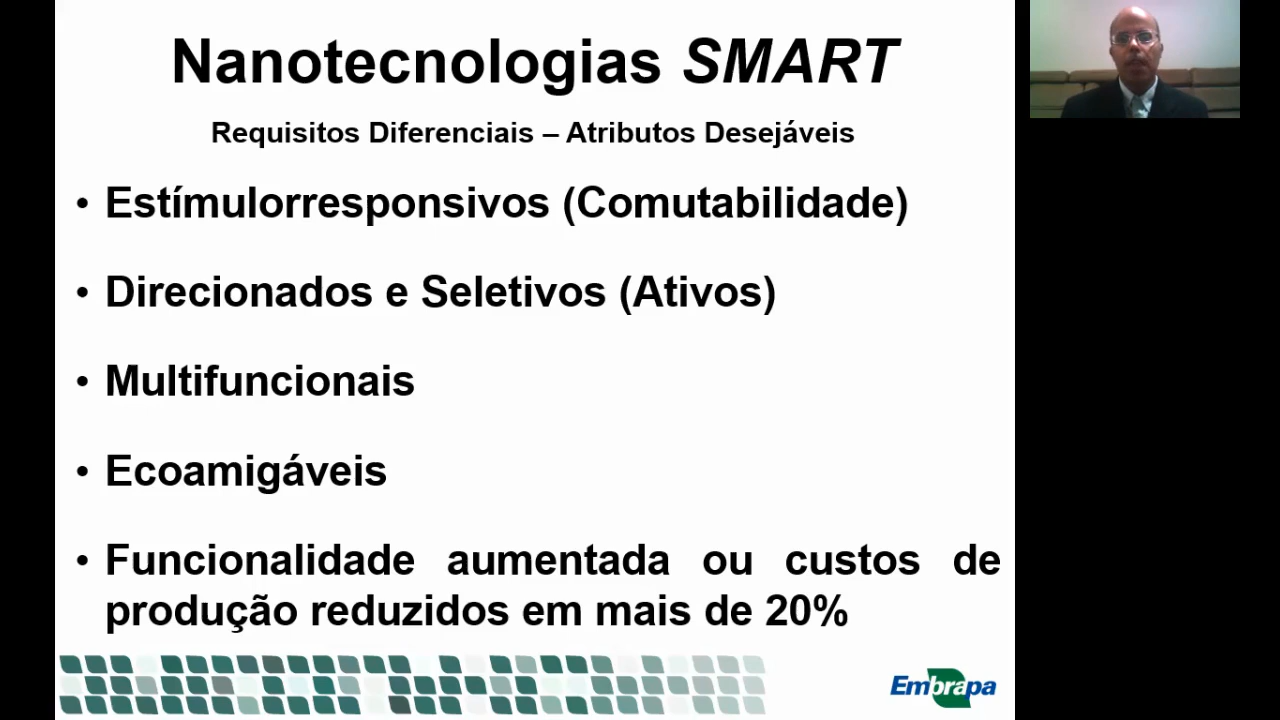 Nanotecnologias SMART
Requisitos Diferenciais – Atributos Desejáveis
• Estímulorresponsivos (Comutabilidade)
• Direcionados e Seletivos (Ativos)
• Multifuncionais
• Ecoamigáveis
• Funcionalidade aumentada ou custos de
produção reduzidos em mais de 20%
Embrapa